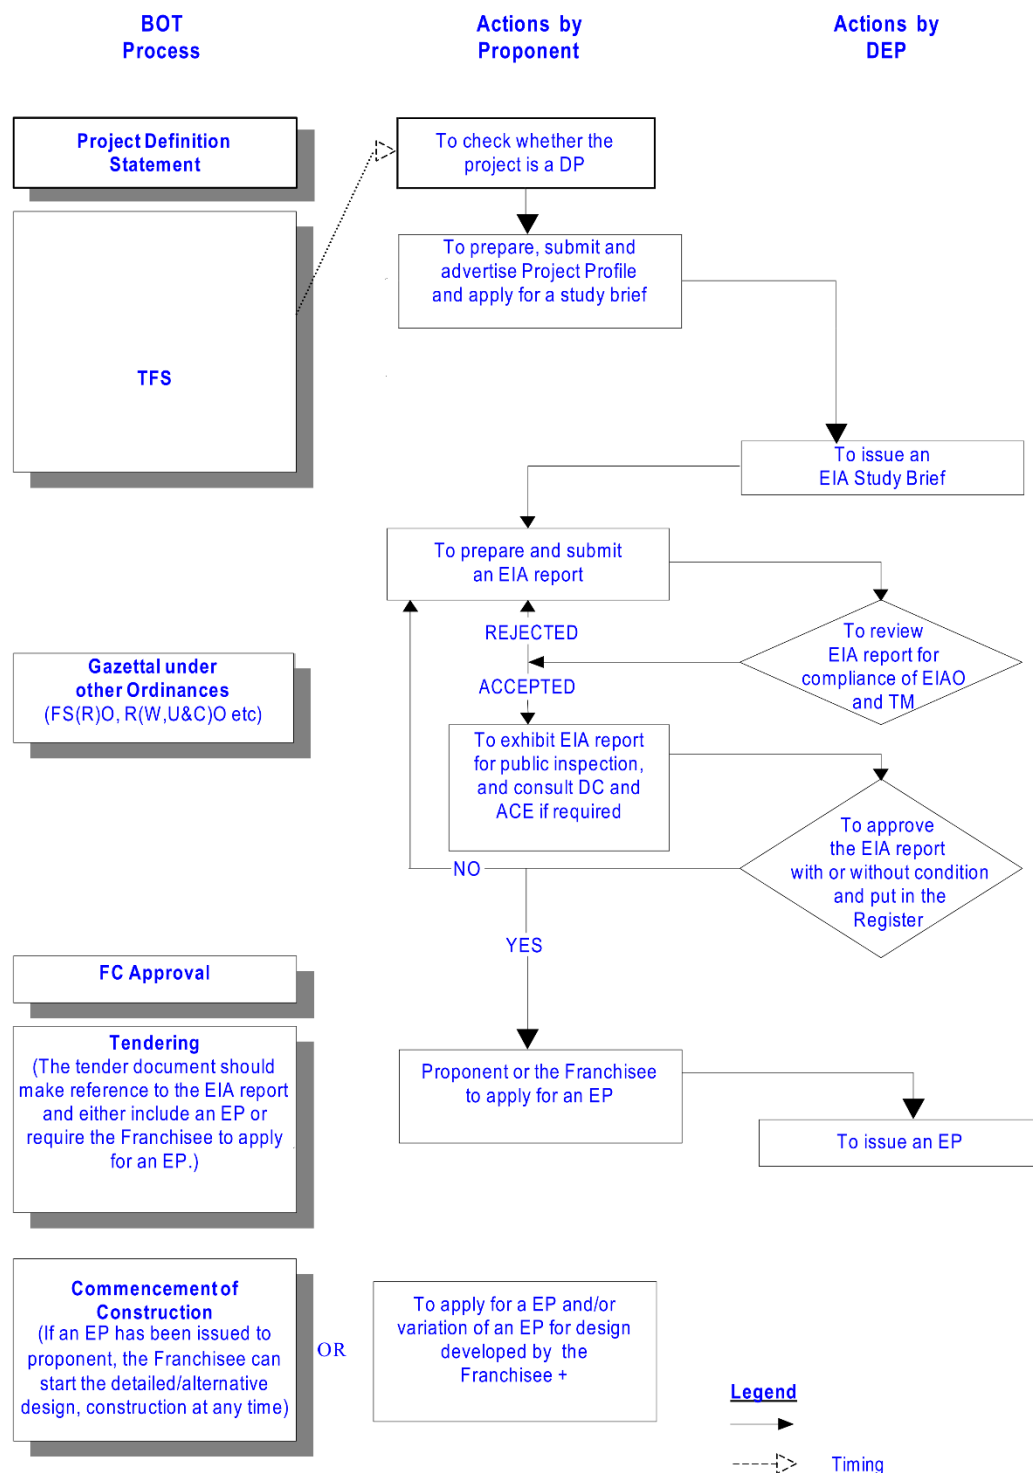 BOT
Process
Actions by
Proponent
Actions by
DEP
Project Definition
Statement
To check whether the
project is a DP
To prepare, submit and
advertise Project Profile
and apply for a study brief
TFS
To issue an
EIA Study Brief
To prepare and submit
an EIA report
REJECTED
To review
EIA report for
compliance of EIAO
and TM
Gazettal under
other Ordinances
(FS(R)O, R(W,U&C)O etc)
ACCEPTED
To exhibit EIA report
for public inspection,
and consult DC and
ACE if required
To approve
the EIA report
with or without condition
and put in the
Register
NO
YES
FC Approval
Tendering
(The tender document should
make reference to the EIA report
and either include an EP or
require the Franchisee to apply
for an EP.)
Proponent or the Franchisee
to apply for an EP
To issue an EP
Commencement of
Construction
(If an EP has been issued to
proponent, the Franchisee can
start the detailed/alternative
design, construction at any time)
OR
To apply for a EP and/or
variation of an EP for design
developed by the
Franchisee +
Legend
Timing